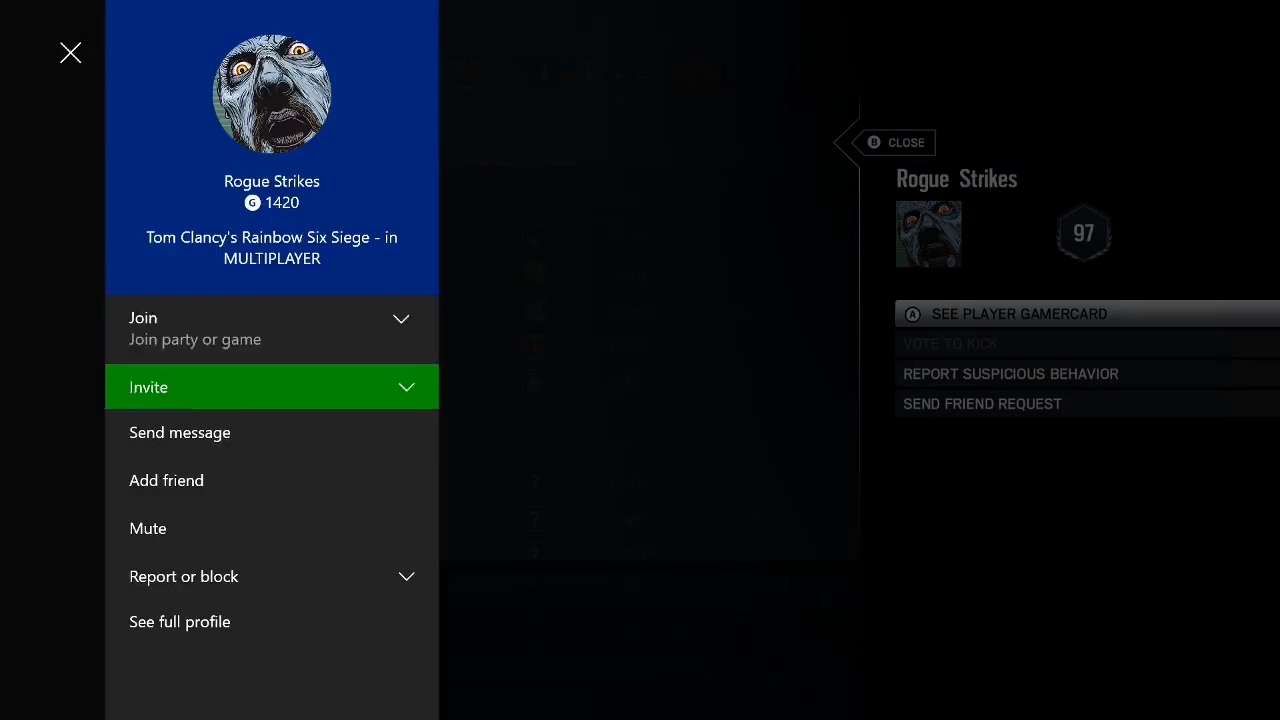 Rogue Strikes
G 1420
Tom Clancy's Rainbow Six Siege - in
MULTIPLAYER
Join
Join party or game
Invite
Send message
Add friend
Mute
Report or block
See full profile
B CLOSE
Rogue Strikes
97
A SEE PLAYER GAMERCARD
VOTE TO KICK
REPORT SUSPICIOUS BEHAVIOR
SEND FRIEND REQUEST